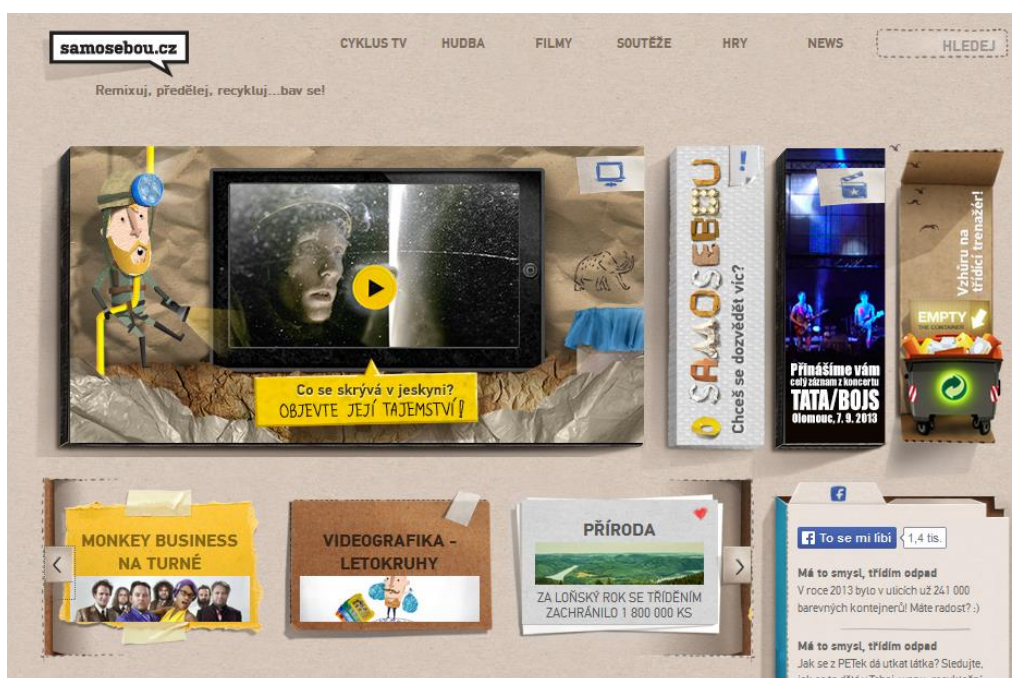 samosebou.cz
CYKLUS TV
HUDBA
FILMY
SOUTĚŽE
HRY
NEWS
HLEDEJ
Remixuj, předělej, recykluj...bav se!
Co se skrývá v jeskyni?
OBJEVTE JEJÍ TAJEMSTVÍ!
O SAMOSEBOU
Chceš se dozvědět víc?
!
Přinášíme vám
celý záznam z koncertu
TATA/BOJS
Olomouc, 7. 9. 2013
Vzhůru na
třídicí trenažér!
EMPTY
THE CONTAINER
MONKEY BUSINESS
NA TURNÉ
VIDEOGRAFIKA -
LETOKRUHY
PŘÍRODA
ZA LOŇSKÝ ROK SE TŘÍDĚNÍM
ZACHRÁNILO 1 800 000 KS
f
f To se mi líbí
1,4 tis.
Má to smysl, třídím odpad
V roce 2013 bylo v ulicích už 241 000
barevných kontejnerů! Máte radost? :)
Má to smysl, třídím odpad
Jak se z PETek dá utkat látka? Sledujte,